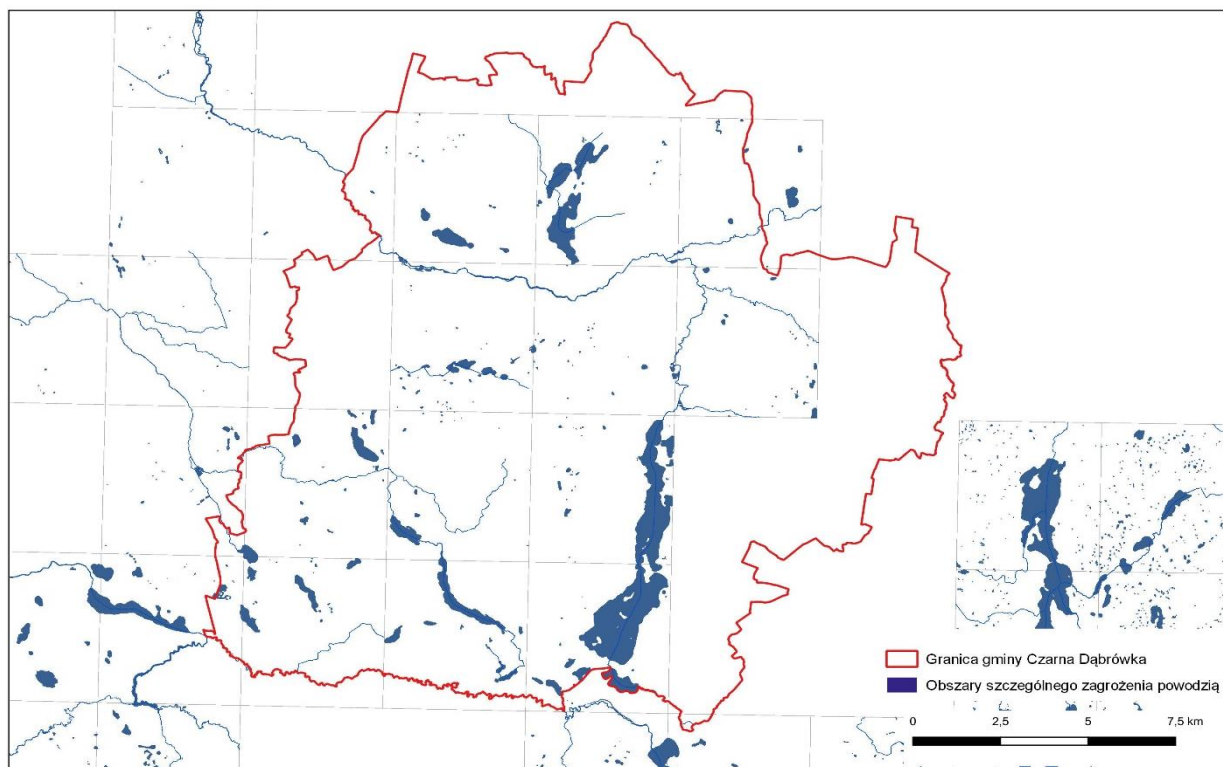 Granica gminy Czarna Dąbrówka
Obszary szczególnego zagrożenia powodzią
0 2,5 5 7,5 km